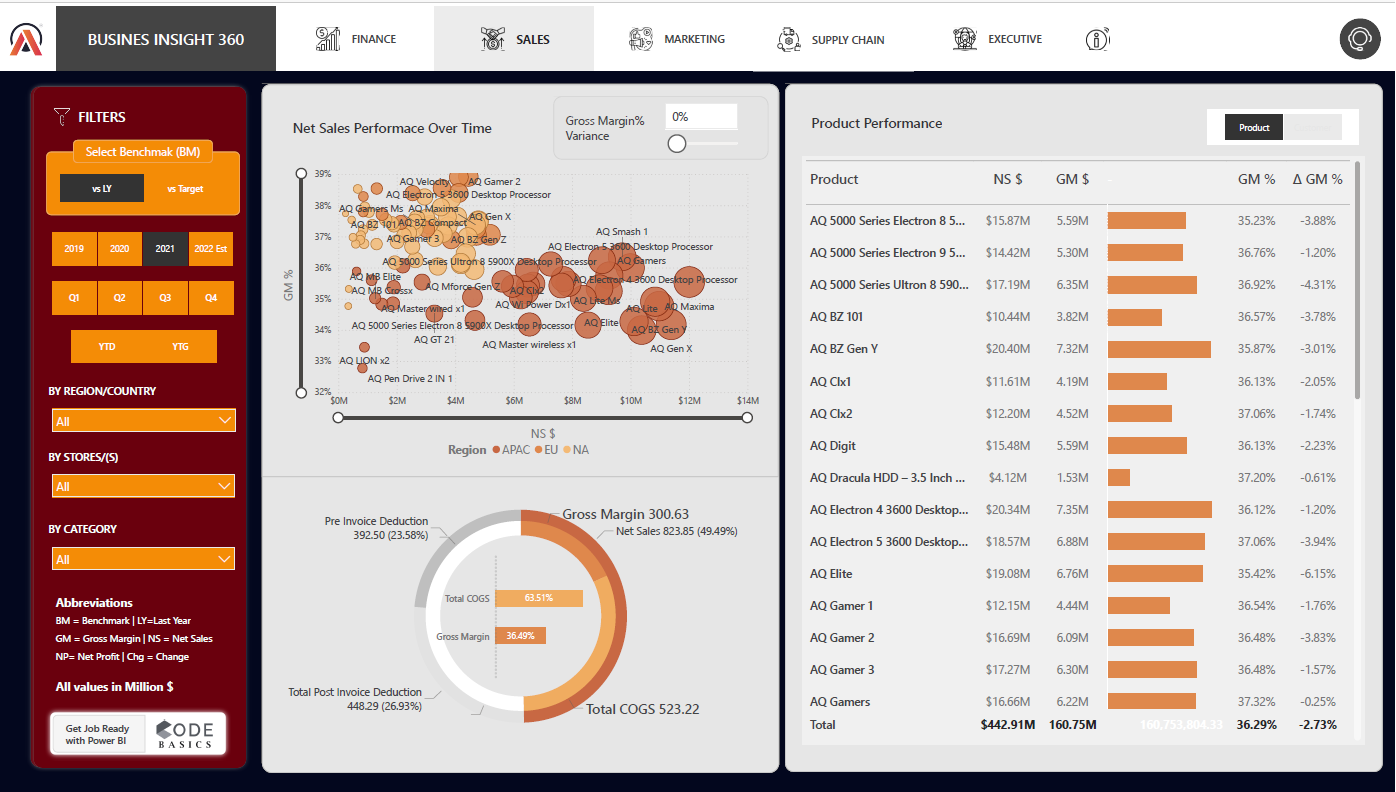 BUSINES INSIGHT 360
FINANCE
SALES
MARKETING
SUPPLY CHAIN
EXECUTIVE
FILTERS
Select Benchmak (BM)
vs LY
vs Target
2019 2020 2021 2022 Est
Q1 Q2 Q3 Q4
YTD YTG
BY REGION/COUNTRY
All
BY STORES/(S)
All
BY CATEGORY
All
Abbreviations
BM = Benchmark | LY=Last Year
GM = Gross Margin | NS = Net Sales
NP= Net Profit | Chg = Change
All values in Million $
Get Job Ready
with Power BI
CODE
BASICS
Net Sales Performace Over Time
Gross Margin%
Variance
0%
GM %
39%
38%
37%
36%
35%
34%
33%
32%
AQ Velocity
AQ Gamer 2
AQ Electron 5 3600 Desktop Processor
AQ Gamers Ms
AQ Maxima
AQ Gen X
AQ BZ 101
AQ BZ Compact
AQ Gamer 3
AQ BZ Gen Z
AQ Smash 1
AQ Electron 5 3600 Desktop Processor
AQ 5000 Series Ultron 8 5900X Desktop Processor
AQ Gamers
AQ MB Elite
AQ Electron 4 3600 Desktop Processor
AQ MB Crossx
AQ Mforce Gen Z
AQ Clx2
AQ Wi Power Dx1
AQ Lite Ms
AQ Lite
AQ Maxima
AQ Master wired x1
AQ 5000 Series Electron 8 5900X Desktop Processor
AQ Elite
AQ BZ Gen Y
AQ GT 21
AQ Master wireless x1
AQ Gen X
AQ LION x2
AQ Pen Drive 2 IN 1
$0M $2M $4M $6M $8M $10M $12M $14M
NS $
Region APAC EU NA
Pre Invoice Deduction
392.50 (23.58%)
Gross Margin 300.63
Net Sales 823.85 (49.49%)
Total COGS 63.51%
Gross Margin 36.49%
Total Post Invoice Deduction
448.29 (26.93%)
Total COGS 523.22
Product Performance
Product
Product NS $ GM $ GM % Δ GM %
AQ 5000 Series Electron 8 5... $15.87M 5.59M 35.23% -3.88%
AQ 5000 Series Electron 9 5... $14.42M 5.30M 36.76% -1.20%
AQ 5000 Series Ultron 8 590... $17.19M 6.35M 36.92% -4.31%
AQ BZ 101 $10.44M 3.82M 36.57% -3.78%
AQ BZ Gen Y $20.40M 7.32M 35.87% -3.01%
AQ Clx1 $11.61M 4.19M 36.13% -2.05%
AQ Clx2 $12.20M 4.52M 37.06% -1.74%
AQ Digit $15.48M 5.59M 36.13% -2.23%
AQ Dracula HDD – 3.5 Inch ... $4.12M 1.53M 37.20% -0.61%
AQ Electron 4 3600 Desktop... $20.34M 7.35M 36.12% -1.20%
AQ Electron 5 3600 Desktop... $18.57M 6.88M 37.06% -3.94%
AQ Elite $19.08M 6.76M 35.42% -6.15%
AQ Gamer 1 $12.15M 4.44M 36.54% -1.76%
AQ Gamer 2 $16.69M 6.09M 36.48% -3.83%
AQ Gamer 3 $17.27M 6.30M 36.48% -1.57%
AQ Gamers $16.66M 6.22M 37.32% -0.25%
Total $442.91M 160.75M 160,753,804.33 36.29% -2.73%